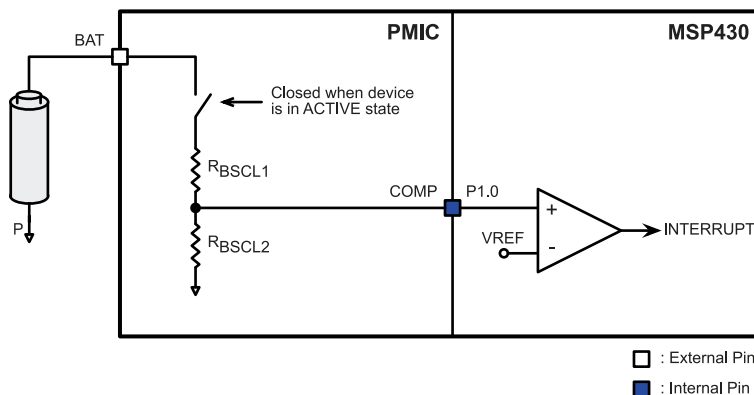 PMIC
MSP430
BAT
Closed when device
is in ACTIVE state
RBSCL1
COMP
P1.0
+
VREF
-
INTERRUPT
P
RBSCL2
: External Pin
: Internal Pin